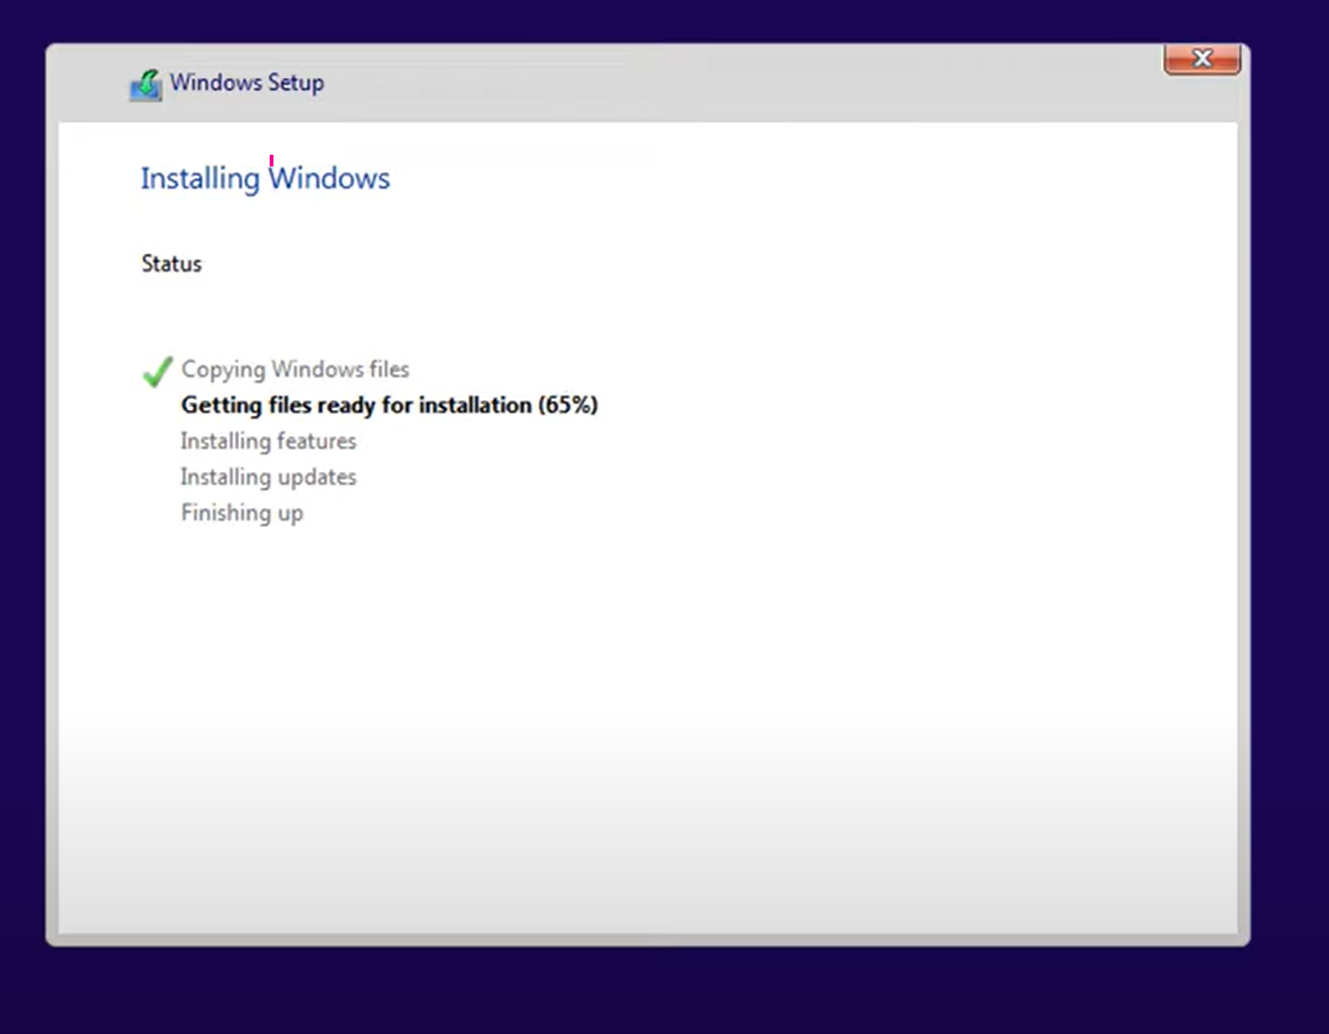 Windows Setup
Installing Windows
Status
Copying Windows files
Getting files ready for installation (65%)
Installing features
Installing updates
Finishing up